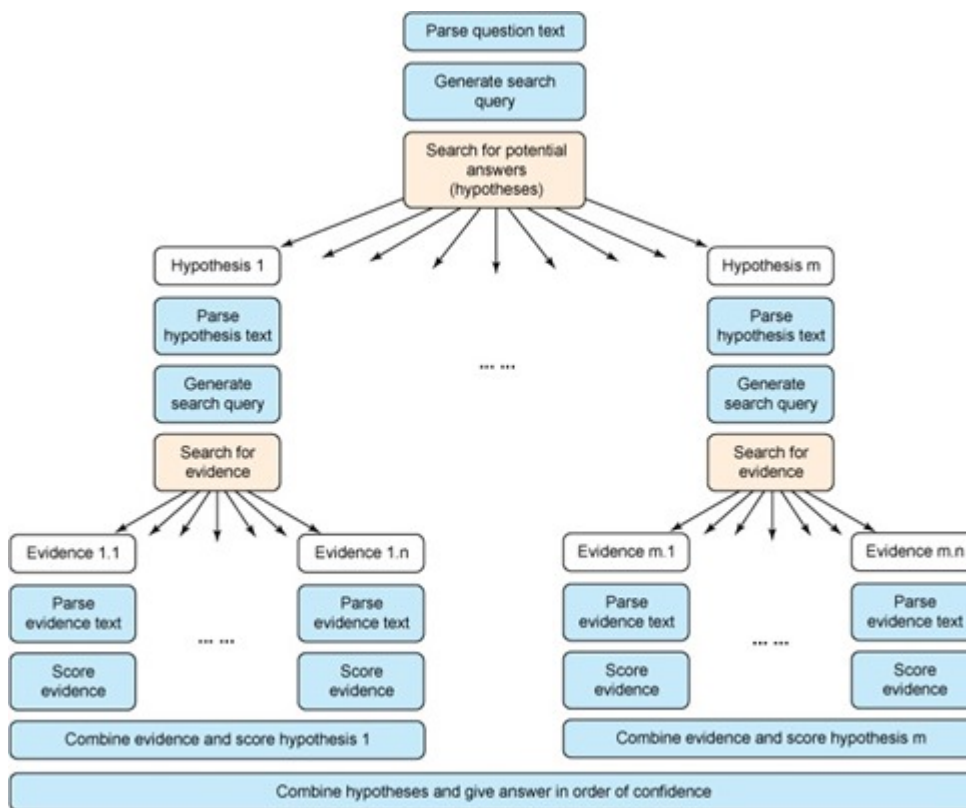 Parse question text
Generate search
query
Search for potential
answers
(hypotheses)
Hypothesis 1
Hypothesis m
Parse
hypothesis text
Parse
hypothesis text
... ...
Generate
search query
Generate
search query
Search for
evidence
Search for
evidence
Evidence 1.1
Evidence 1.n
Evidence m.1
Evidence m.n
Parse
evidence text
Parse
evidence text
Parse
evidence text
Parse
evidence text
... ...
... ...
Score
evidence
Score
evidence
Score
evidence
Score
evidence
Combine evidence and score hypothesis 1
Combine evidence and score hypothesis m
Combine hypotheses and give answer in order of confidence